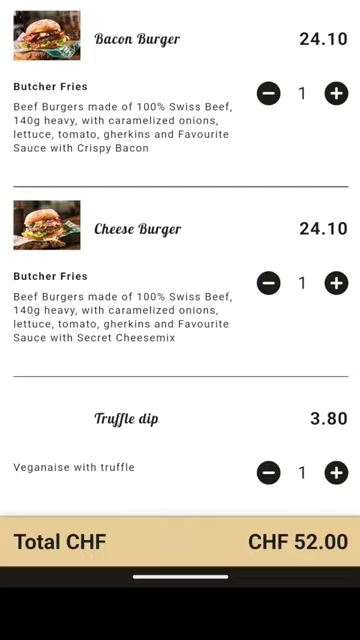 Bacon Burger 24.10
Butcher Fries
1
Beef Burgers made of 100% Swiss Beef,
140g heavy, with caramelized onions,
lettuce, tomato, gherkins and Favourite
Sauce with Crispy Bacon
Cheese Burger 24.10
Butcher Fries
1
Beef Burgers made of 100% Swiss Beef,
140g heavy, with caramelized onions,
lettuce, tomato, gherkins and Favourite
Sauce with Secret Cheesemix
Truffle dip 3.80
Veganaise with truffle
1
Total CHF CHF 52.00